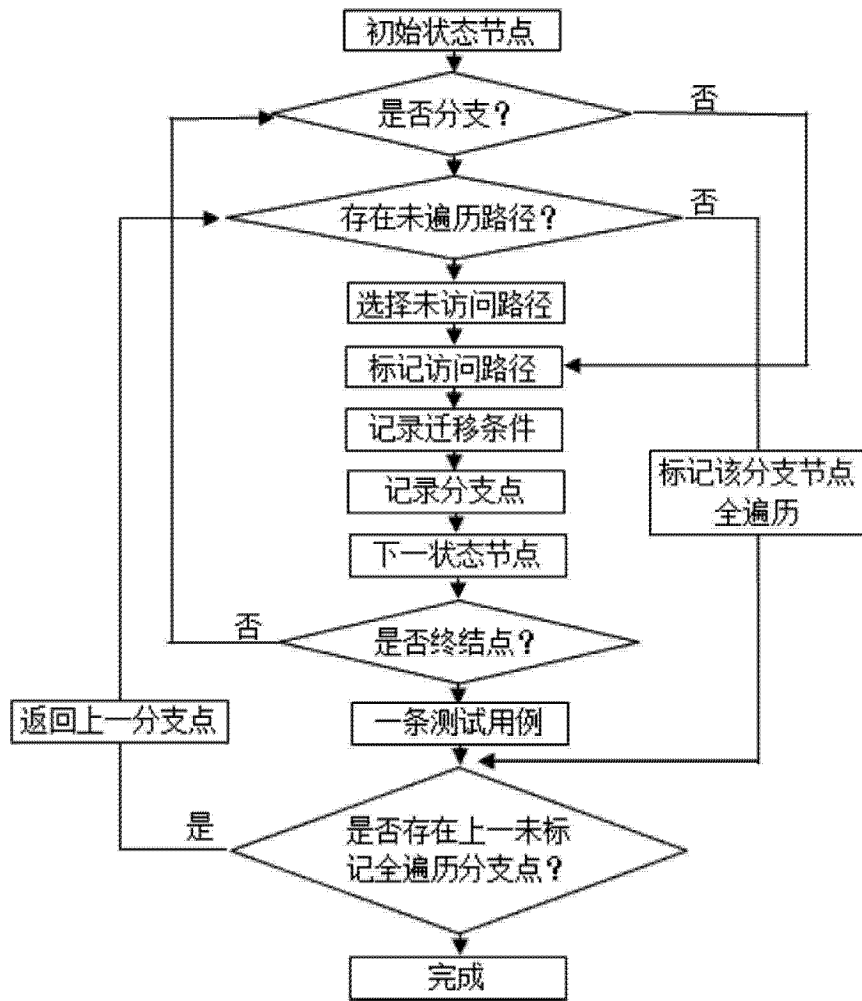 初始状态节点
是否分支?
否
存在未遍历路径?
否
选择未访问路径
标记访问路径
记录迁移条件
标记该分支节点
全遍历
记录分支点
下一状态节点
否
是否终结点?
返回上一分支点
一条测试用例
是
是否存在上一未标
记全遍历分支点?
完成